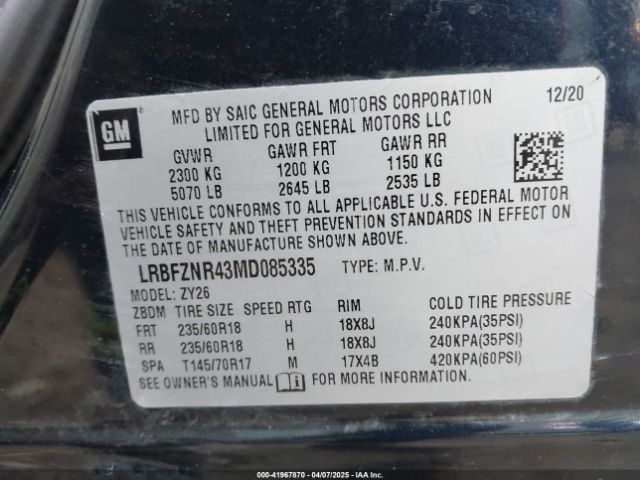 GM
MFD BY SAIC GENERAL MOTORS CORPORATION 12/20
LIMITED FOR GENERAL MOTORS LLC
GVWR GAWR FRT GAWR RR
2300 KG 1200 KG 1150 KG
5070 LB 2645 LB 2535 LB
THIS VEHICLE CONFORMS TO ALL APPLICABLE U.S. FEDERAL MOTOR
VEHICLE SAFETY AND THEFT PREVENTION STANDARDS IN EFFECT ON
THE DATE OF MANUFACTURE SHOWN ABOVE.
LRBFZNR43MD085335 TYPE: M.P.V.
MODEL: ZY26
ZBDM TIRE SIZE SPEED RTG RIM COLD TIRE PRESSURE
FRT 235/60R18 H 18X8J 240KPA(35PSI)
RR 235/60R18 H 18X8J 240KPA(35PSI)
SPA T145/70R17 M 17X4B 420KPA(60PSI)
SEE OWNER'S MANUAL FOR MORE INFORMATION.
000-41967870 - 04/07/2025 - IAAI.COM